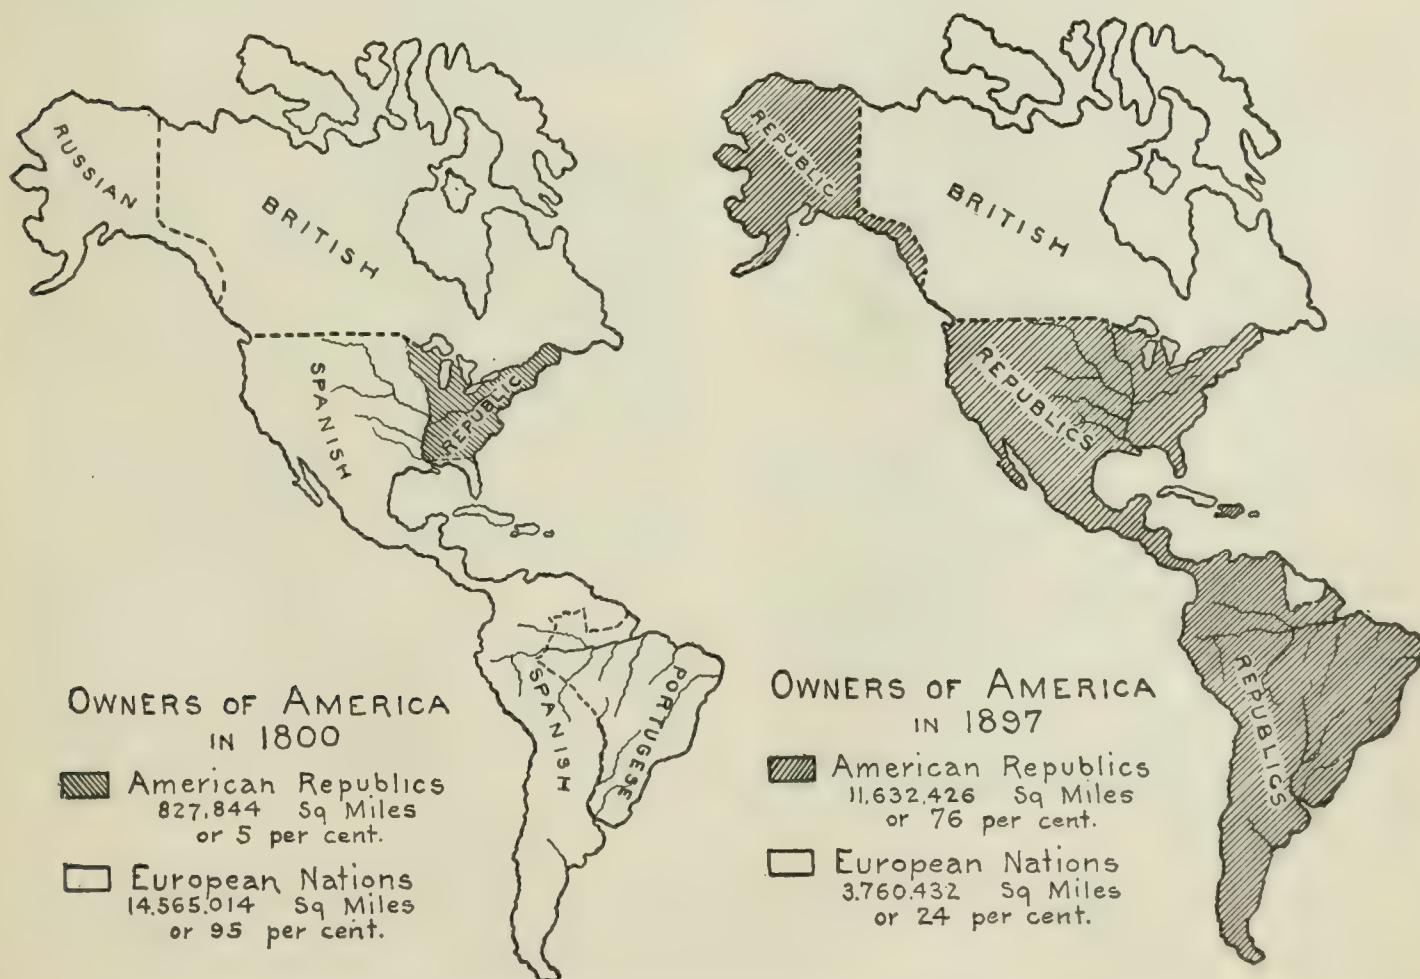 RUSSIAN
BRITISH
SPANISH
REPUBLIC
SPANISH
PORTUGESE
OWNERS OF AMERICA
IN 1800
American Republics
827,844 Sq Miles
or 5 per cent.
European Nations
14.565.014 Sq Miles
or 95 per cent.
REPUBLIC
BRITISH
REPUBLICS
REPUBLICS
OWNERS OF AMERICA
IN 1897
American Republics
11,632,426 Sq Miles
or 76 per cent.
European Nations
3.760.432 Sq Miles
or 24 per cent.